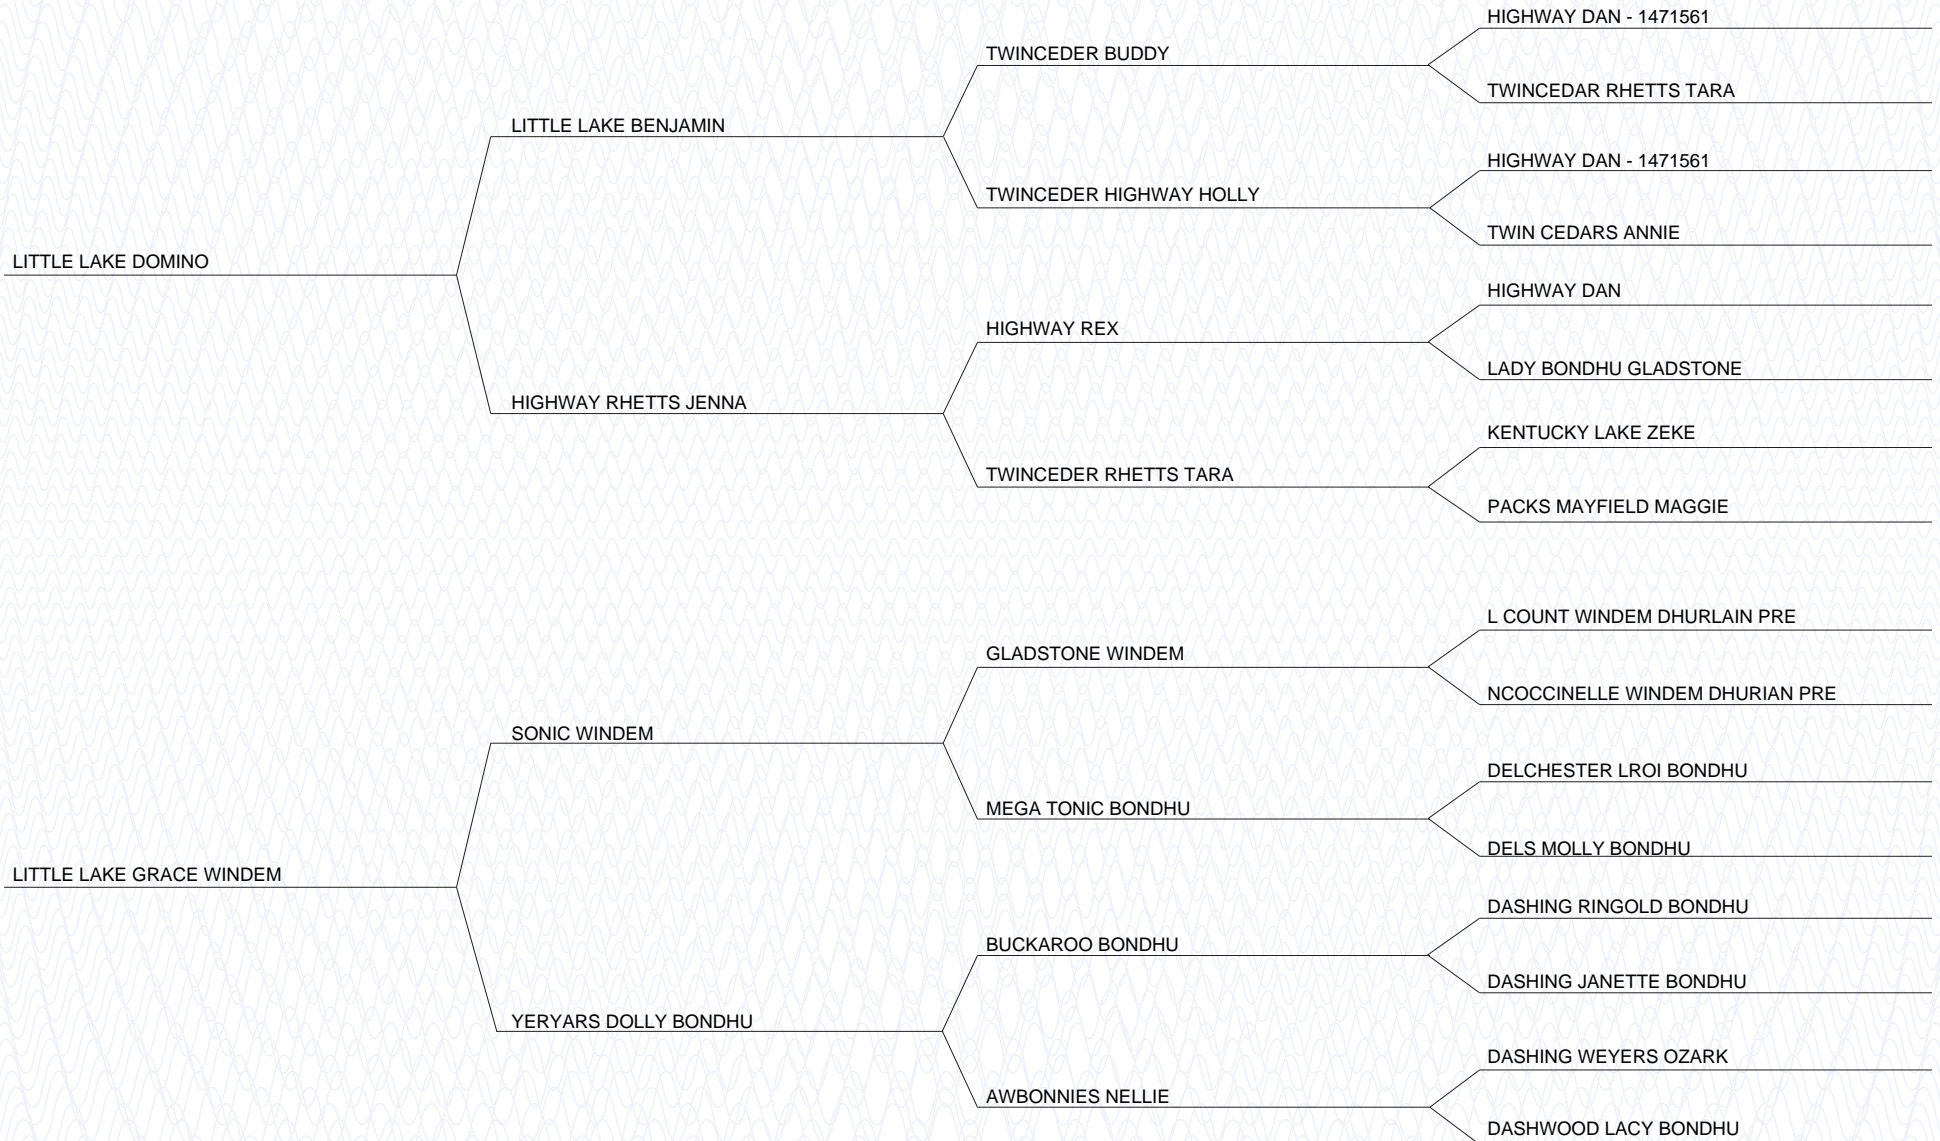 HIGHWAY DAN - 1471561
TWINCEDER BUDDY
TWINCEDAR RHETTS TARA
LITTLE LAKE BENJAMIN
HIGHWAY DAN - 1471561
TWINCEDER HIGHWAY HOLLY
TWIN CEDARS ANNIE
LITTLE LAKE DOMINO
HIGHWAY DAN
HIGHWAY REX
LADY BONDHU GLADSTONE
HIGHWAY RHETTS JENNA
KENTUCKY LAKE ZEKE
TWINCEDER RHETTS TARA
PACKS MAYFIELD MAGGIE
L COUNT WINDEM DHURLAIN PRE
GLADSTONE WINDEM
NCOCCINELLE WINDEM DHURIAN PRE
SONIC WINDEM
DELCHESTER LROI BONDHU
MEGA TONIC BONDHU
DELS MOLLY BONDHU
LITTLE LAKE GRACE WINDEM
DASHING RINGOLD BONDHU
BUCKAROO BONDHU
DASHING JANETTE BONDHU
YERYARS DOLLY BONDHU
DASHING WEYERS OZARK
AWBONNIES NELLIE
DASHWOOD LACY BONDHU